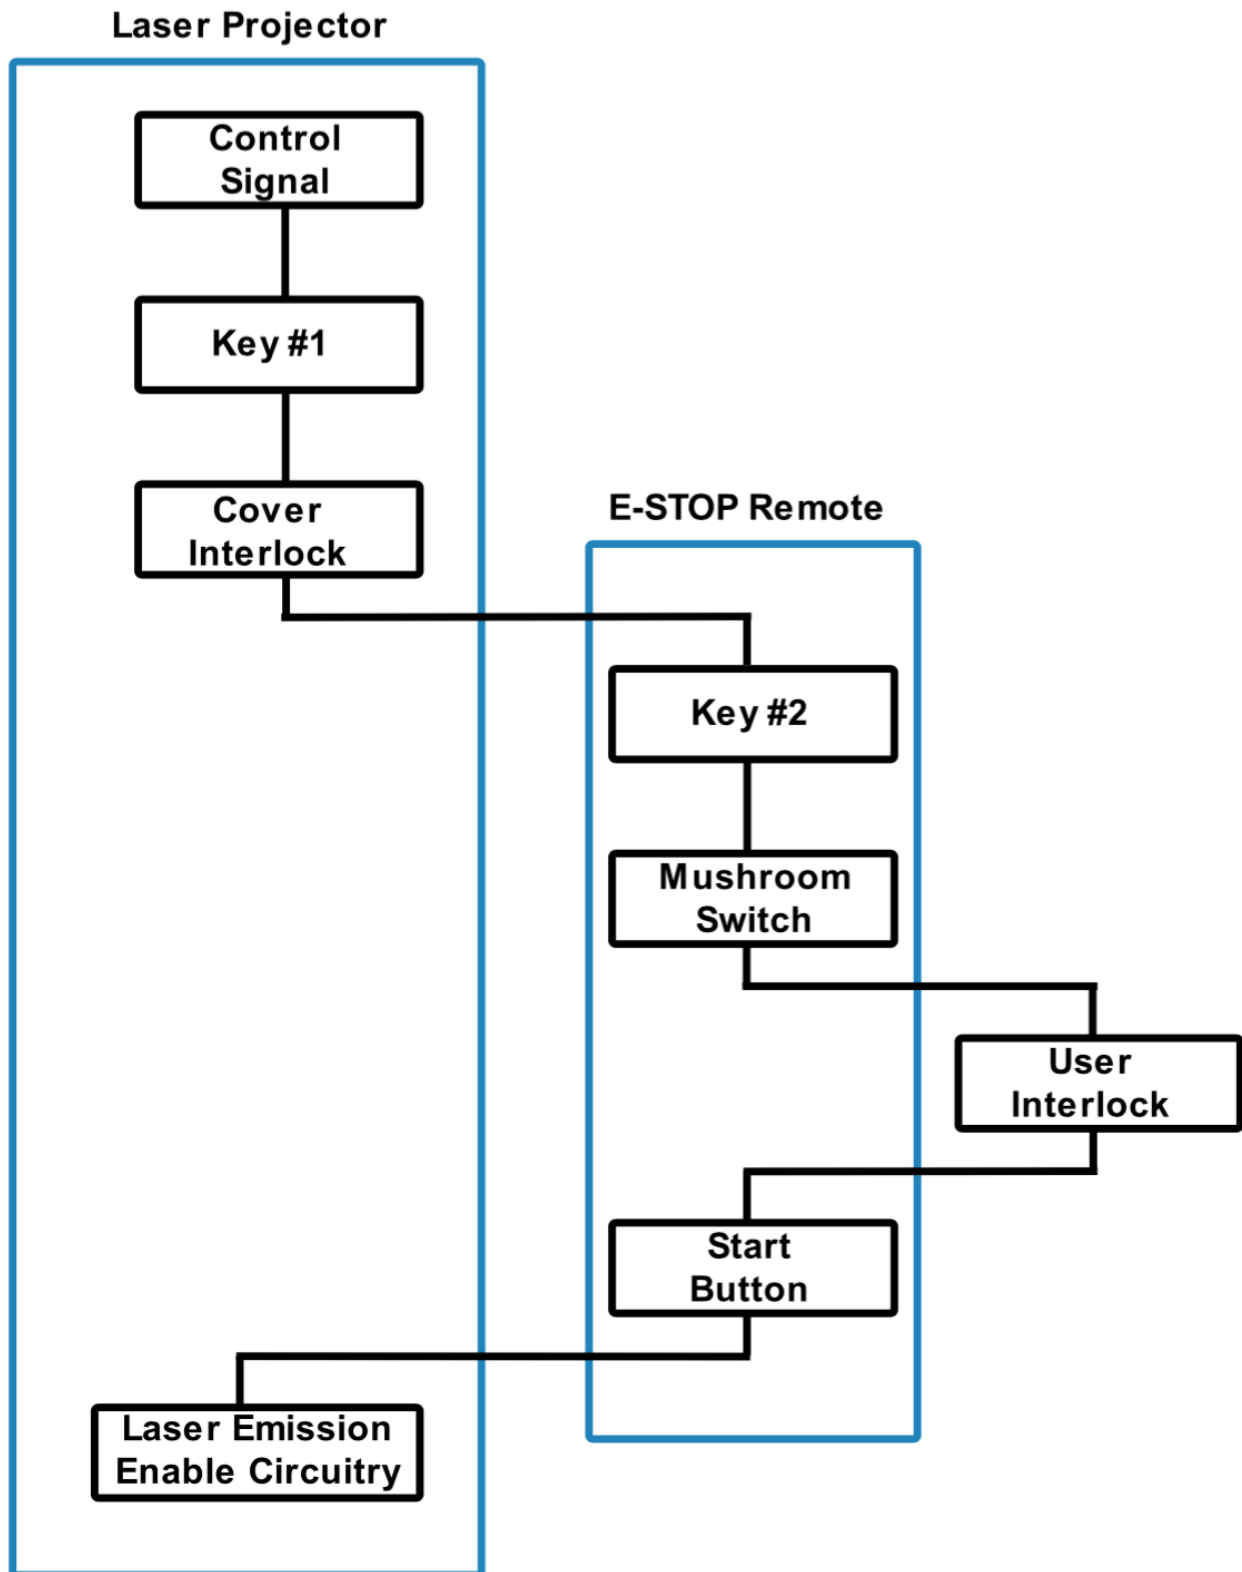 Laser Projector
Control
Signal
Key #1
Cover
Interlock
E-STOP Remote
Key #2
Mushroom
Switch
User
Interlock
Start
Button
Laser Emission
Enable Circuitry